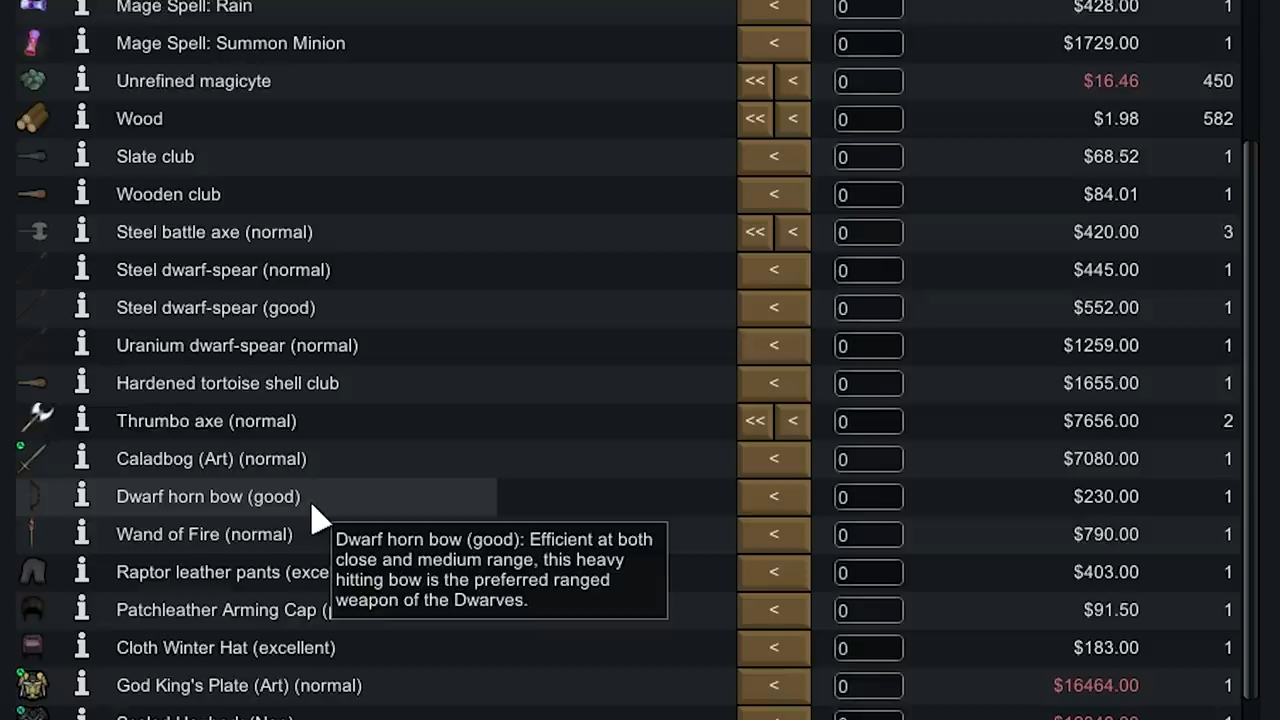 Mage Spell: Rain < 0 $428.00 1
Mage Spell: Summon Minion < 0 $1729.00 1
Unrefined magicyte << < 0 $16.46 450
Wood << < 0 $1.98 582
Slate club < 0 $68.52 1
Wooden club < 0 $84.01 1
Steel battle axe (normal) << < 0 $420.00 3
Steel dwarf-spear (normal) < 0 $445.00 1
Steel dwarf-spear (good) < 0 $552.00 1
Uranium dwarf-spear (normal) < 0 $1259.00 1
Hardened tortoise shell club < 0 $1655.00 1
Thrumbo axe (normal) << < 0 $7656.00 2
Caladbog (Art) (normal) < 0 $7080.00 1
Dwarf horn bow (good) < 0 $230.00 1
Wand of Fire (normal) < 0 $790.00 1
Dwarf horn bow (good): Efficient at both
close and medium range, this heavy
hitting bow is the preferred ranged
weapon of the Dwarves.
Raptor leather pants (exce < 0 $403.00 1
Patchleather Arming Cap ( < 0 $91.50 1
Cloth Winter Hat (excellent) < 0 $183.00 1
God King's Plate (Art) (normal) < 0 $16464.00 1